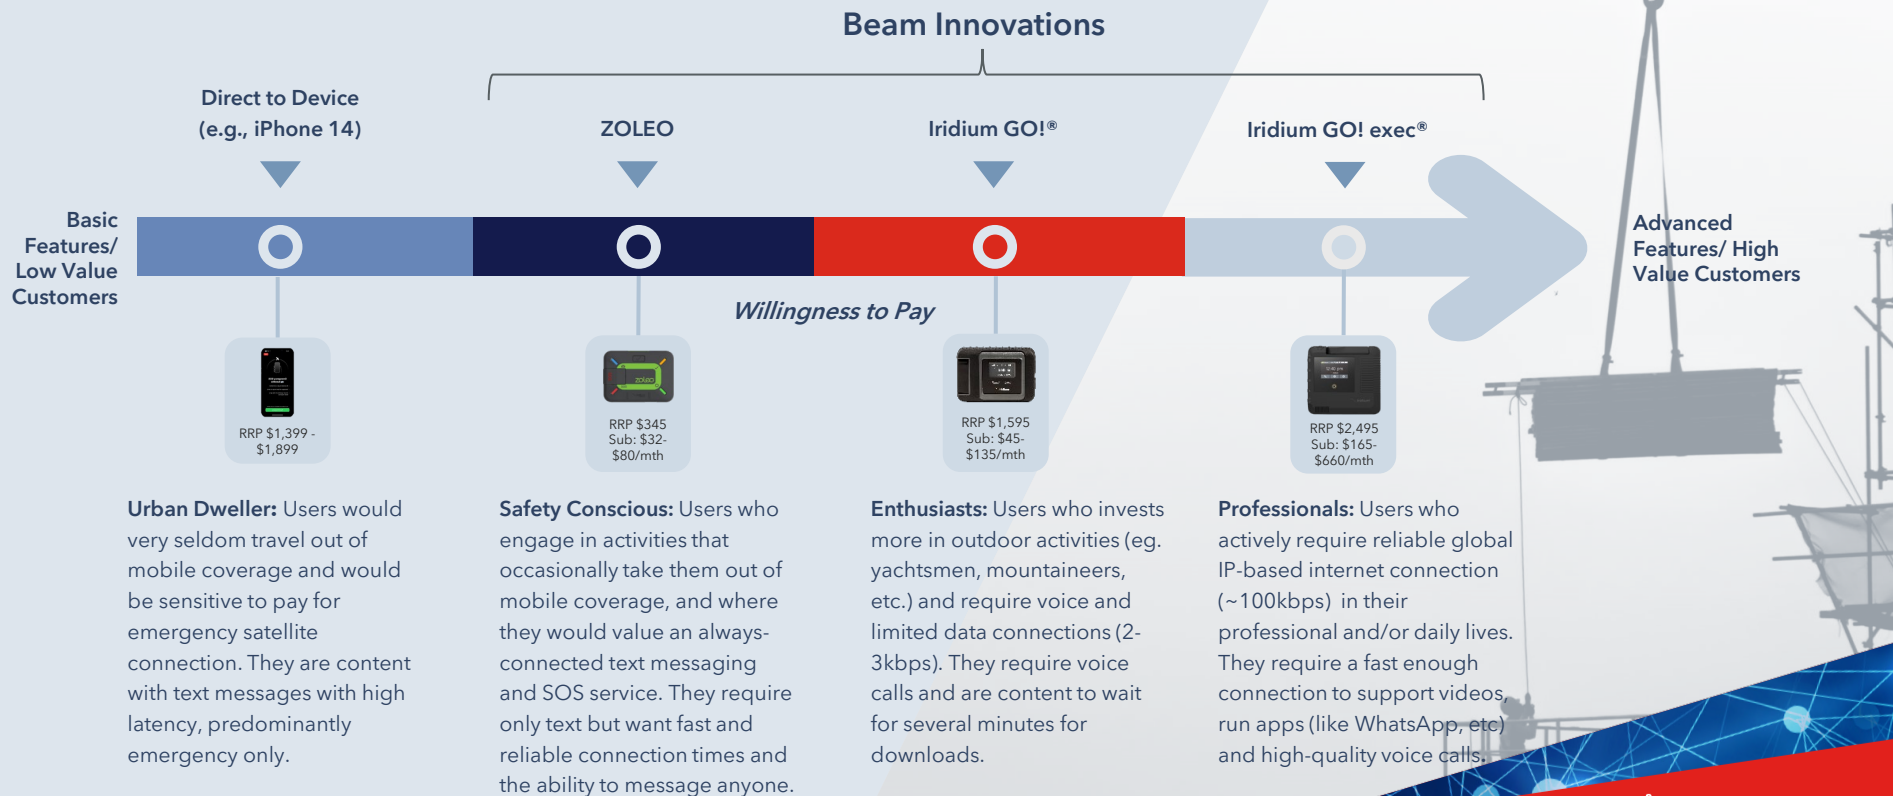 Beam Innovations
Direct to Device
(e.g., iPhone 14)
ZOLEO
Iridium GO!®
Iridium GO! exec®
Basic
Features/
Low Value
Customers
Advanced
Features/ High
Value Customers
Willingness to Pay
zoleo
RRP $1,399 -
$1,899
RRP $345
Sub: $32-
$80/mth
RRP $1,595
Sub: $45-
$135/mth
RRP $2,495
Sub: $165-
$660/mth
Urban Dweller: Users would
very seldom travel out of
mobile coverage and would
be sensitive to pay for
emergency satellite
connection. They are content
with text messages with high
latency, predominantly
emergency only.
Safety Conscious: Users who
engage in activities that
occasionally take them out of
mobile coverage, and where
they would value an always-
connected text messaging
and SOS service. They require
only text but want fast and
reliable connection times and
the ability to message anyone.
Enthusiasts: Users who invests
more in outdoor activities (eg.
yachtsmen, mountaineers,
etc.) and require voice and
limited data connections (2-
3kbps). They require voice
calls and are content to wait
for several minutes for
downloads.
Professionals: Users who
actively require reliable global
IP-based internet connection
(~100kbps)  in their
professional and/or daily lives.
They require a fast enough
connection to support videos,
run apps (like WhatsApp, etc)
and high-quality voice calls.